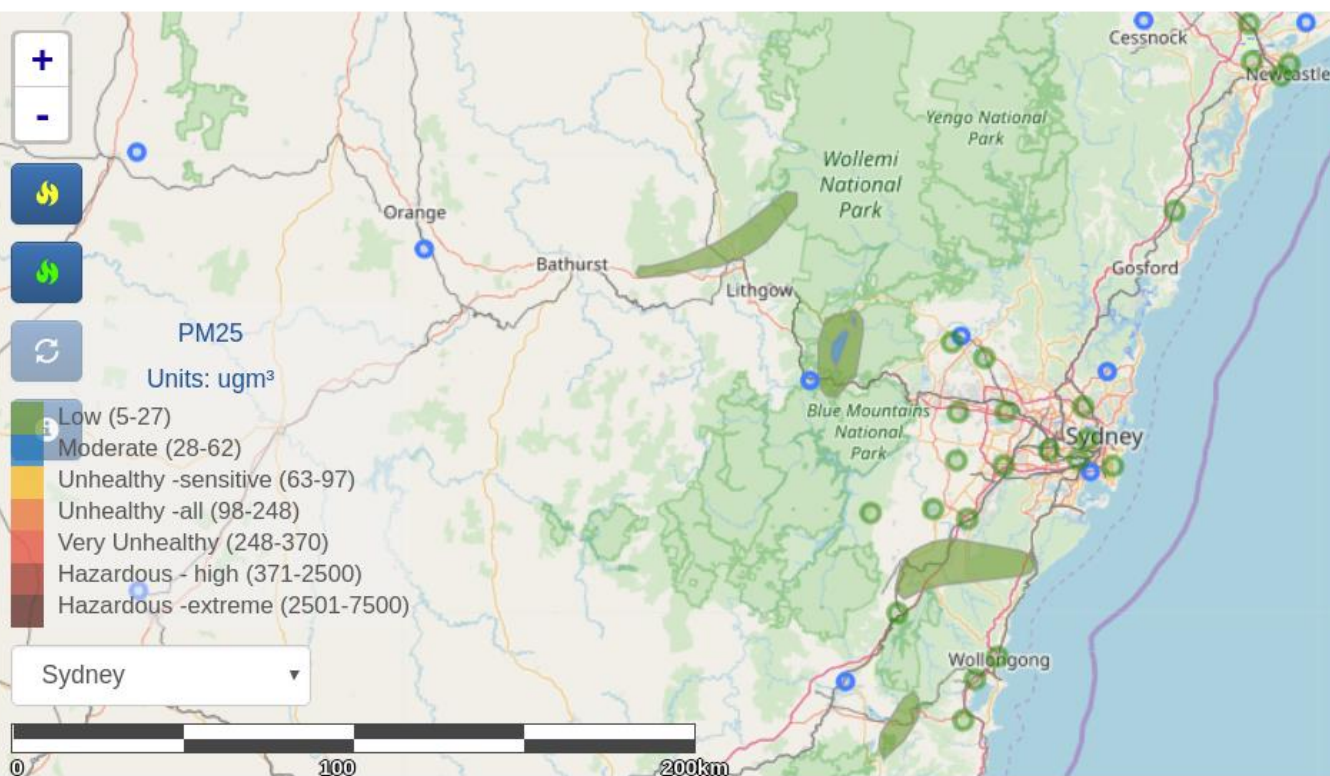 +
-
Cessnock
Newcastle
Yengo National
Park
Wollemi
National
Park
Orange
Bathurst
Gosford
Lithgow
PM25
Units: ugm³
Low (5-27)
Moderate (28-62)
Unhealthy -sensitive (63-97)
Unhealthy -all (98-248)
Very Unhealthy (248-370)
Hazardous - high (371-2500)
Hazardous -extreme (2501-7500)
Blue Mountains
National
Park
Sydney
Wollongong
Sydney
0
100
200km